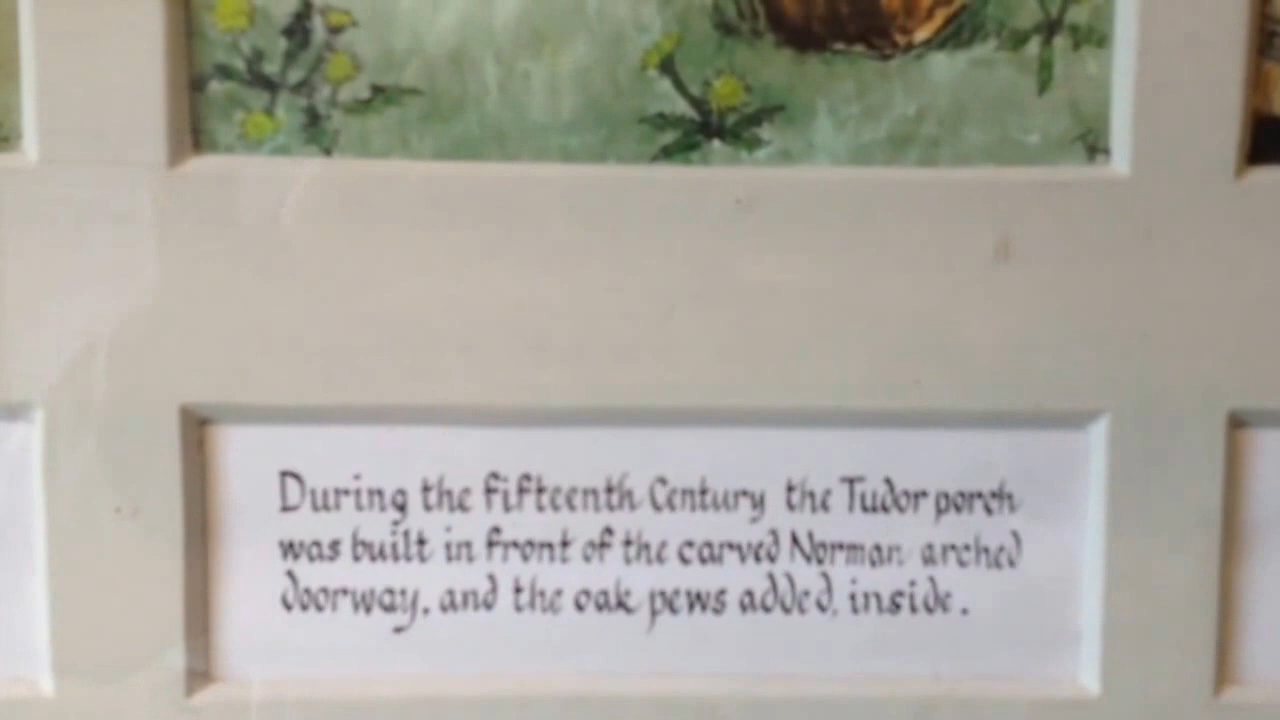 During the fifteenth Century the Tudor porch
was built in front of the carved Norman arched
doorway, and the oak pews added, inside.